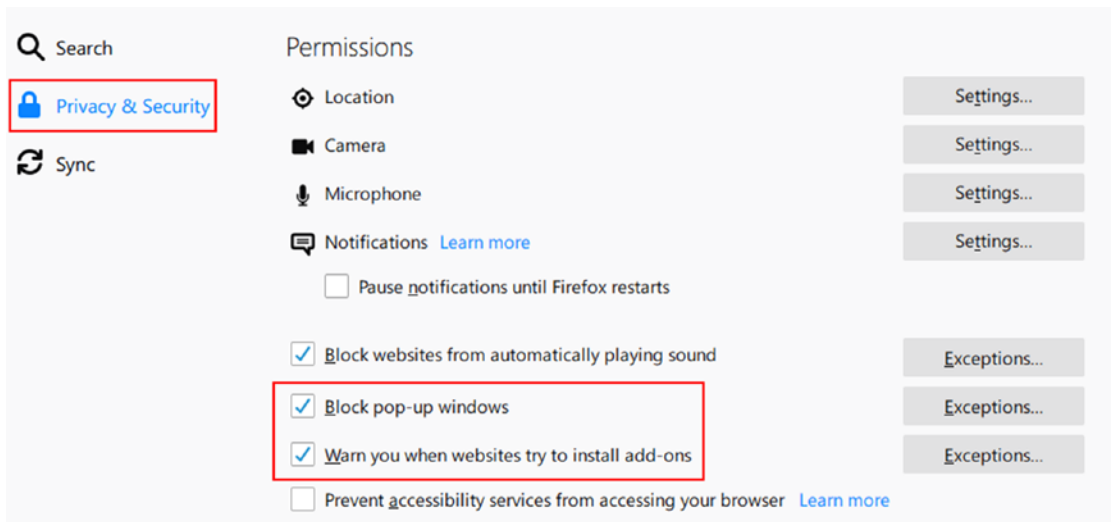 Search
Privacy & Security
Sync
Permissions
Location Settings...
Camera Settings...
Microphone Settings...
Notifications Learn more Settings...
Pause notifications until Firefox restarts
Block websites from automatically playing sound Exceptions...
Block pop-up windows Exceptions...
Warn you when websites try to install add-ons Exceptions...
Prevent accessibility services from accessing your browser Learn more